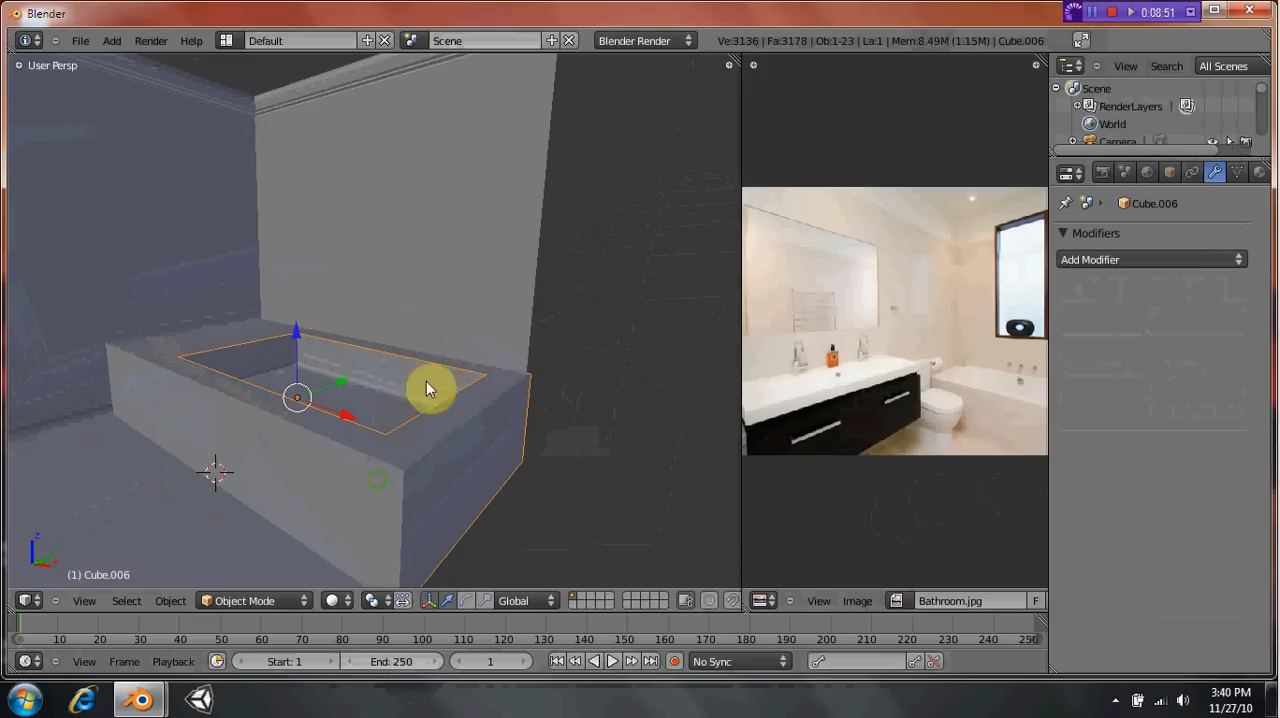 Blender
00:08:51
File Add Render Help Default Scene Blender Render Ve:3136 | Fa:3178 | Ob:1-23 | La:1 | Mem:8.49M (1.15M) | Cube.006
User Persp
View Search All Scenes
Scene
RenderLayers |
World
Camera
Cube.006
Modifiers
Add Modifier
(1) Cube.006
View Select Object Object Mode Global
View Image Bathroom.jpg F
0 10 20 30 40 50 60 70 80 90 100 110 120 130 140 150 160 170 180 190 200 210 220 230 240 250
View Frame Playback Start: 1 End: 250 1 No Sync
3:40 PM
11/27/10